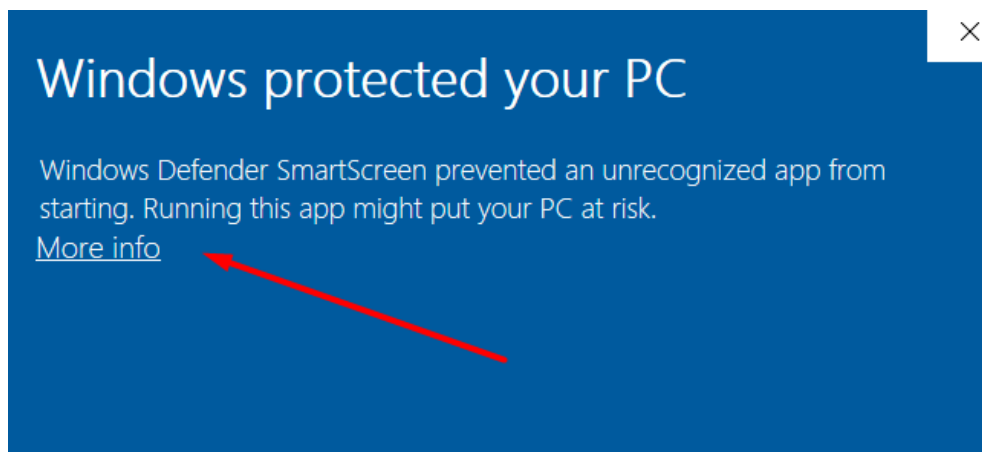 Windows protected your PC
Windows Defender SmartScreen prevented an unrecognized app from
starting. Running this app might put your PC at risk.
More info